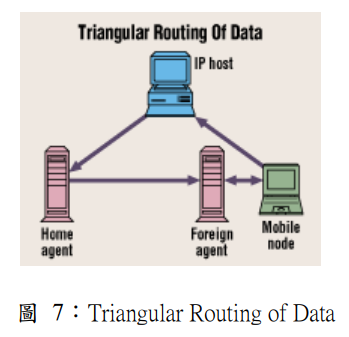 Triangular Routing Of Data
IP host
Home
agent
Foreign
agent
Mobile
node
圖 7：Triangular Routing of Data